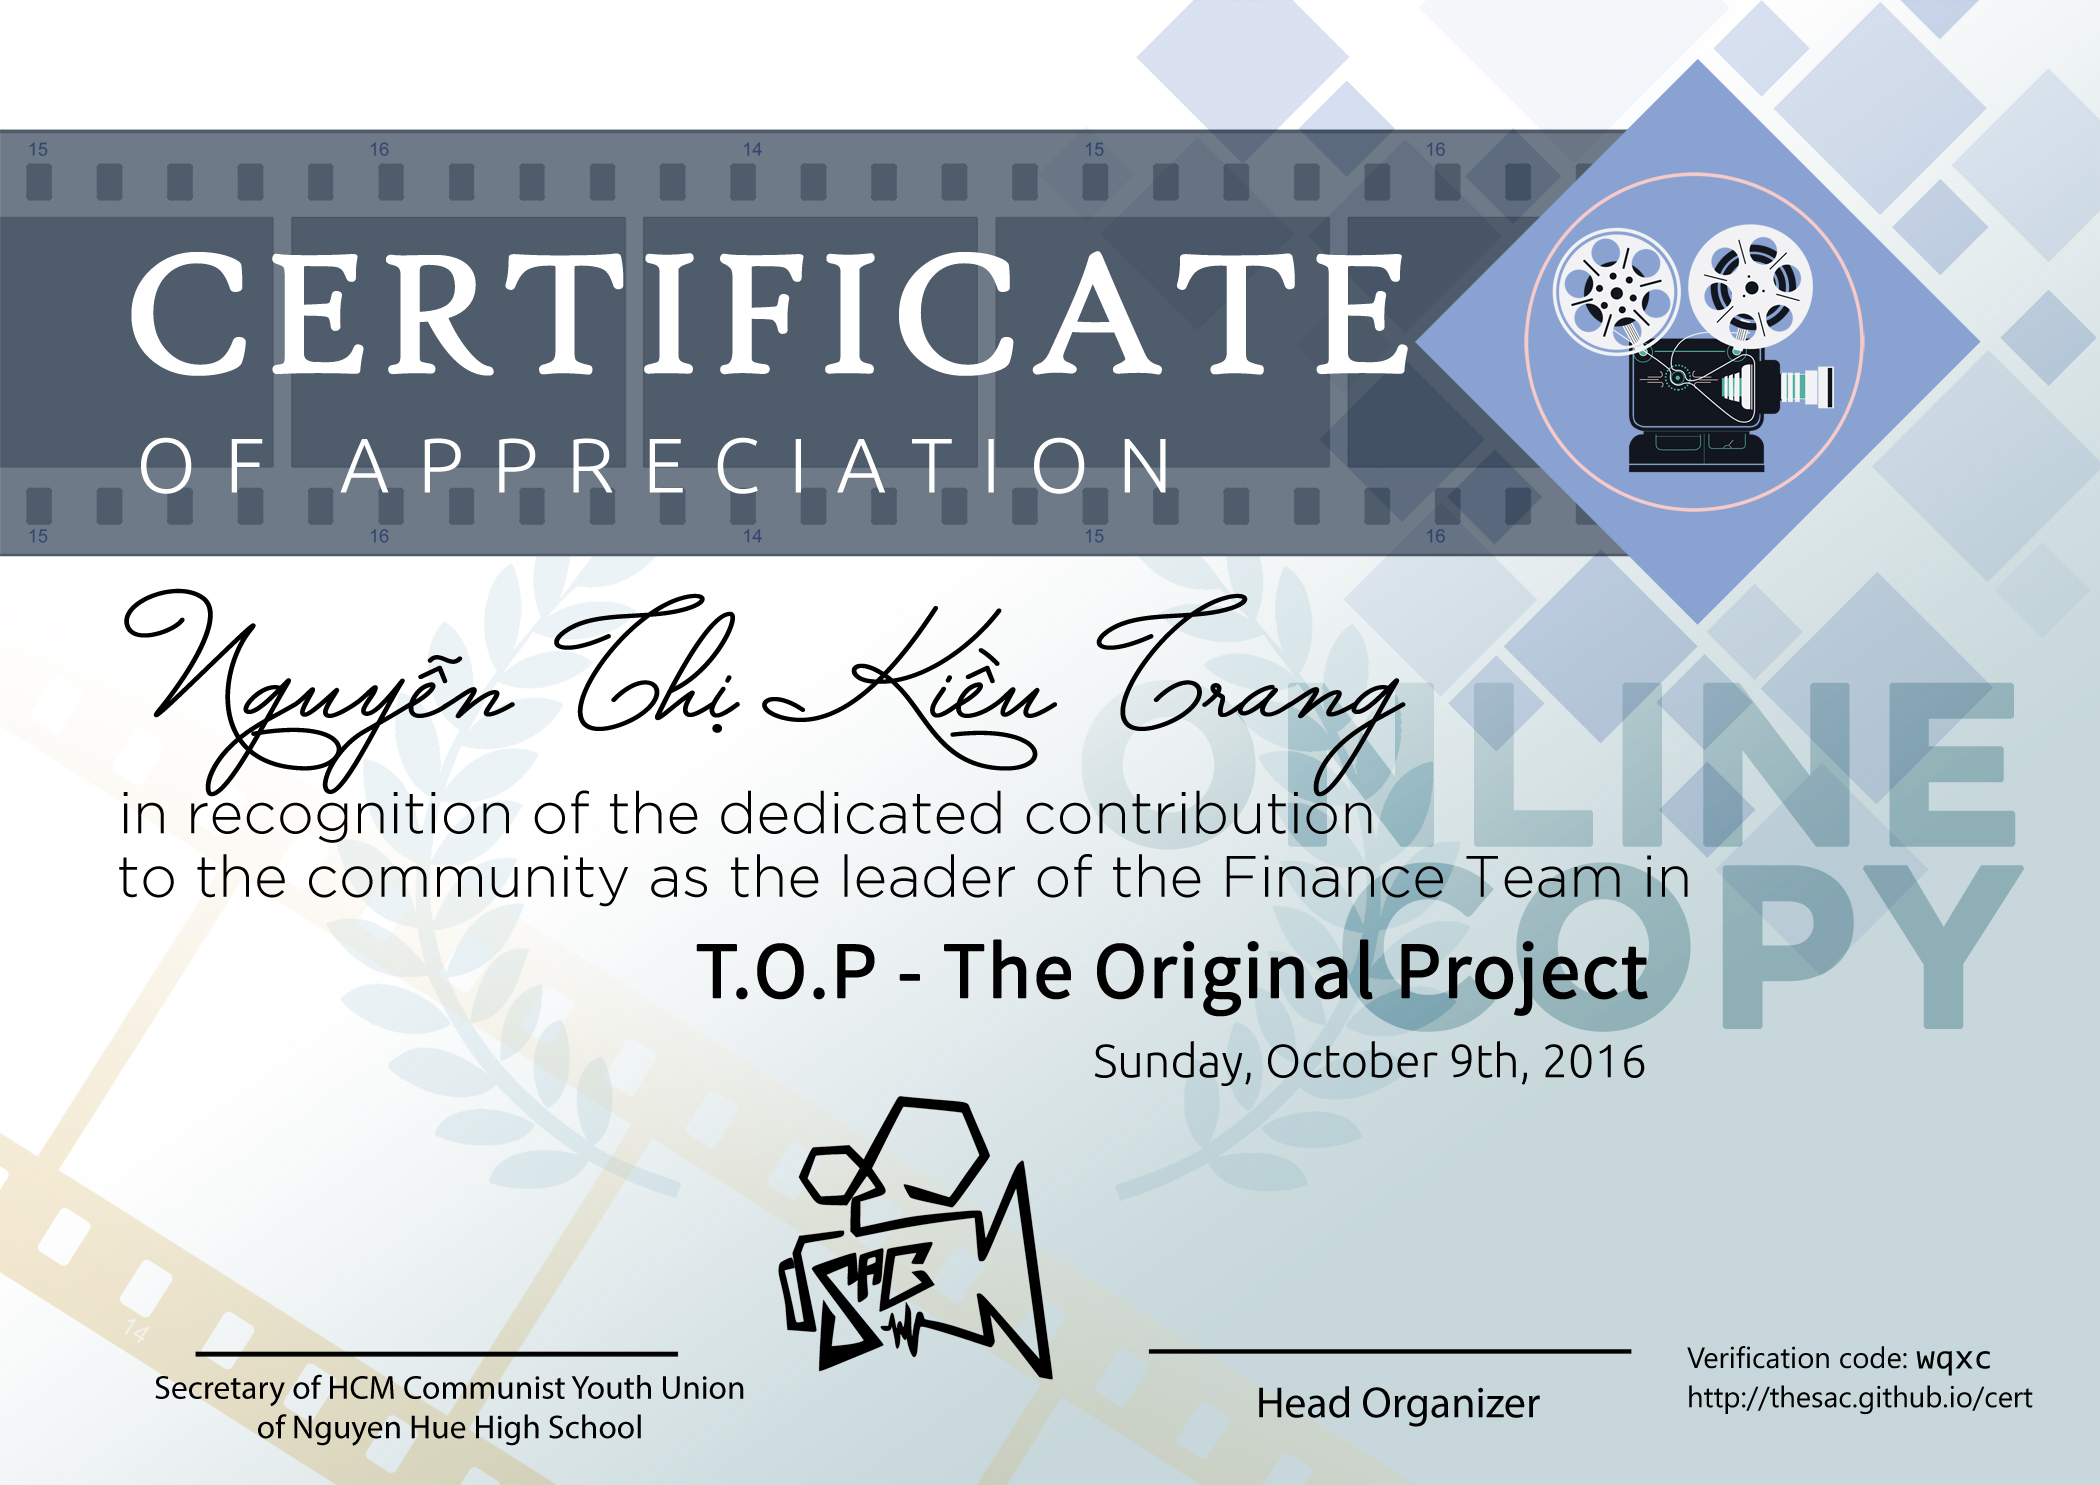 15 16 14 15 16
CERTIFICATE
OF APPRECIATION
15 16 14 15 16
Nguyễn Thị Kiều Trang
in recognition of the dedicated contribution
to the community as the leader of the Finance Team in
ONLINE
COPY
T.O.P - The Original Project
Sunday, October 9th, 2016
SAC
14
Secretary of HCM Communist Youth Union
of Nguyen Hue High School
Head Organizer
Verification code: wqxc
http://thesac.github.io/cert